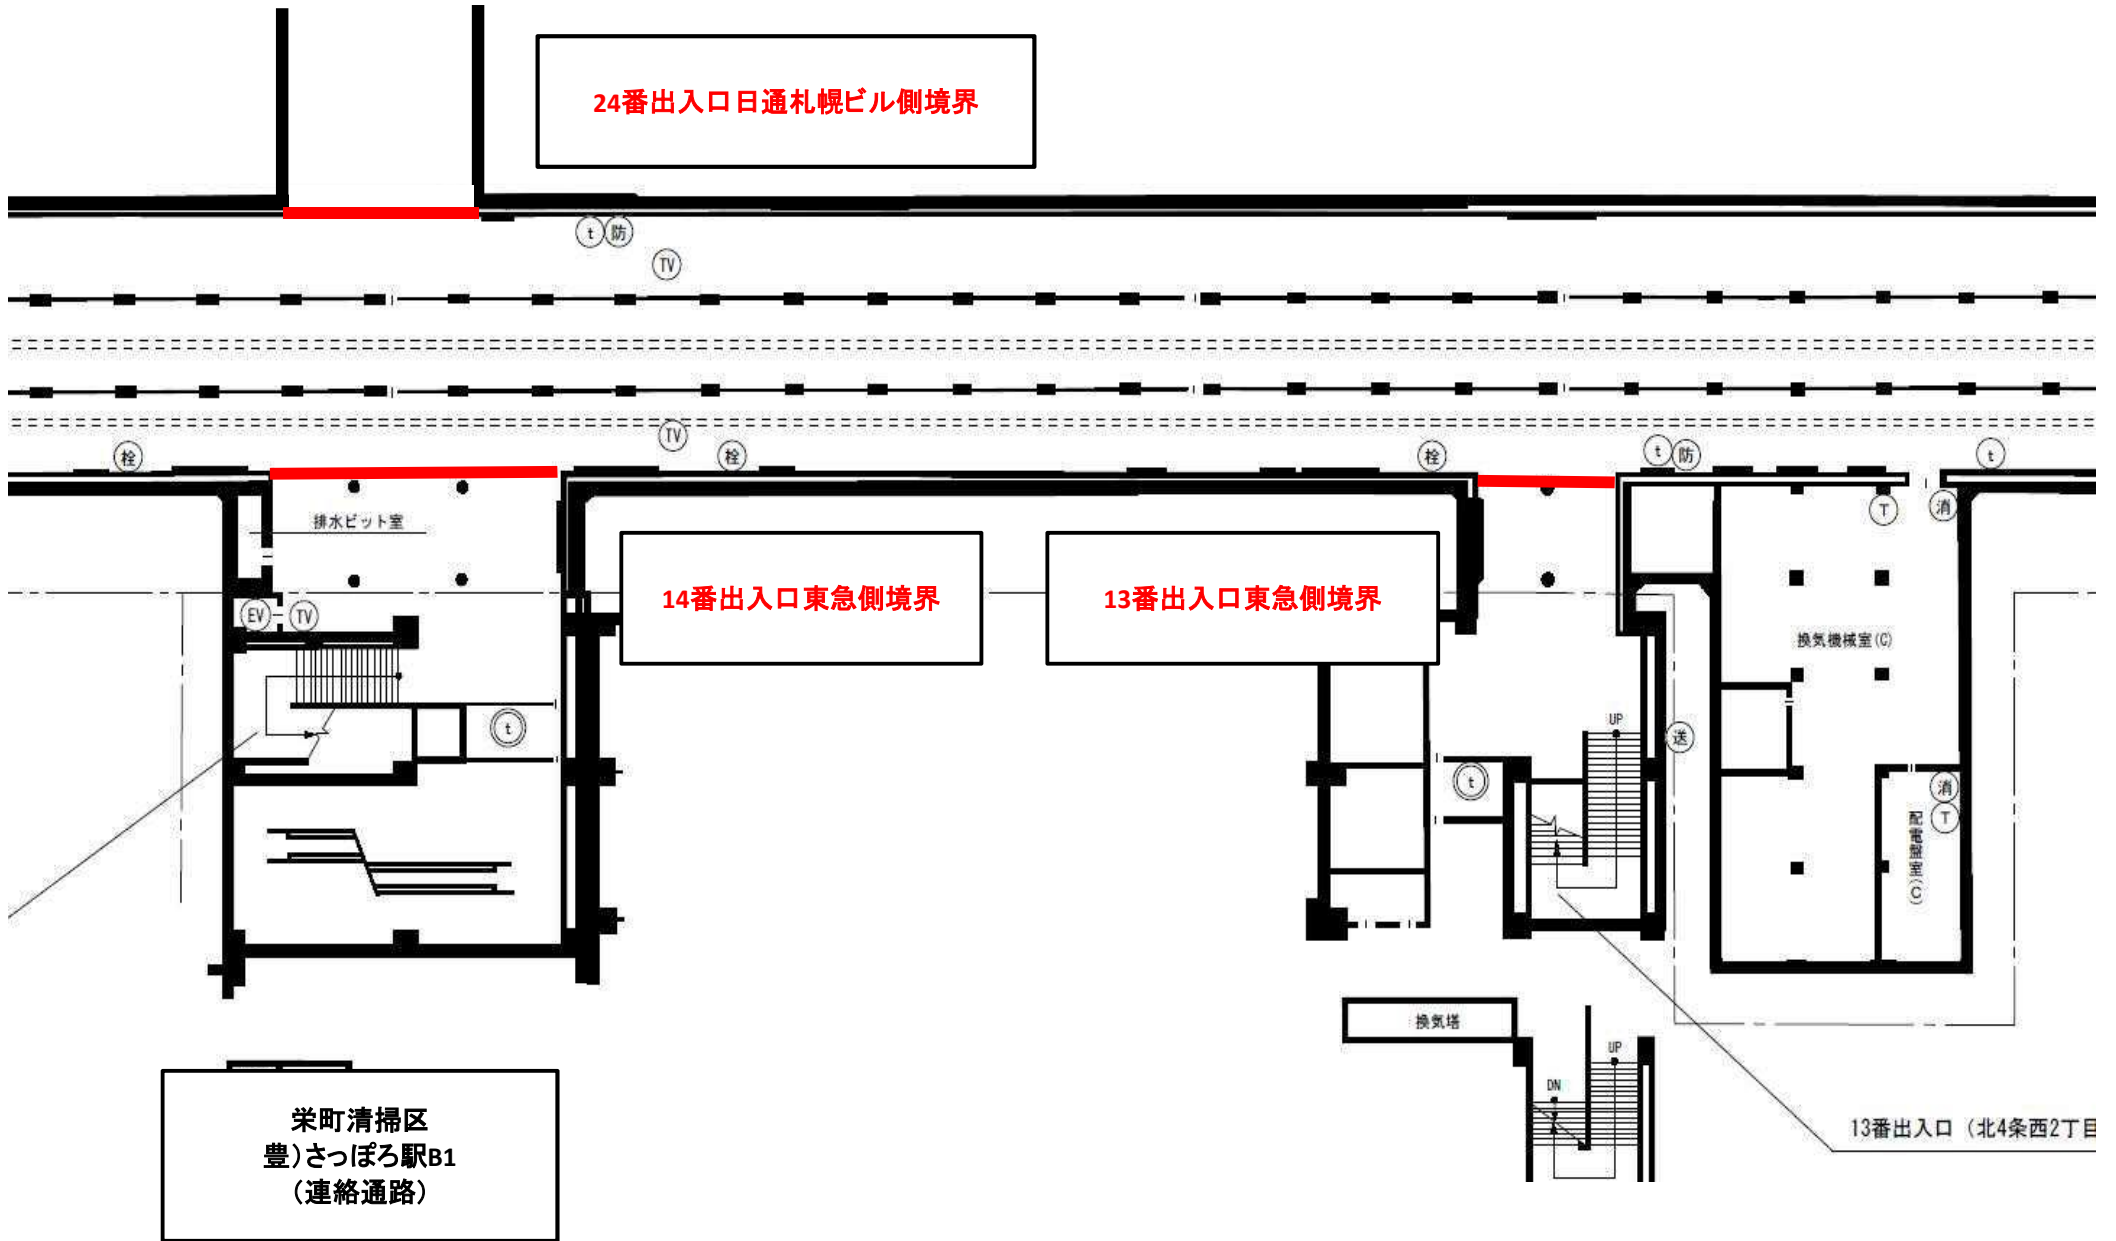 24番出入口日通札幌ビル側境界
t
防
TV
TV
栓
栓
栓
t
防
t
排水ピット室
T
消
14番出入口東急側境界
13番出入口東急側境界
EV
TV
換気機械室(C)
t
UP
送
t
消
T
配電盤室(C)
換気塔
UP
DN
栄町清掃区
豊)さっぽろ駅B1
(連絡通路)
13番出入口（北4条西2丁目